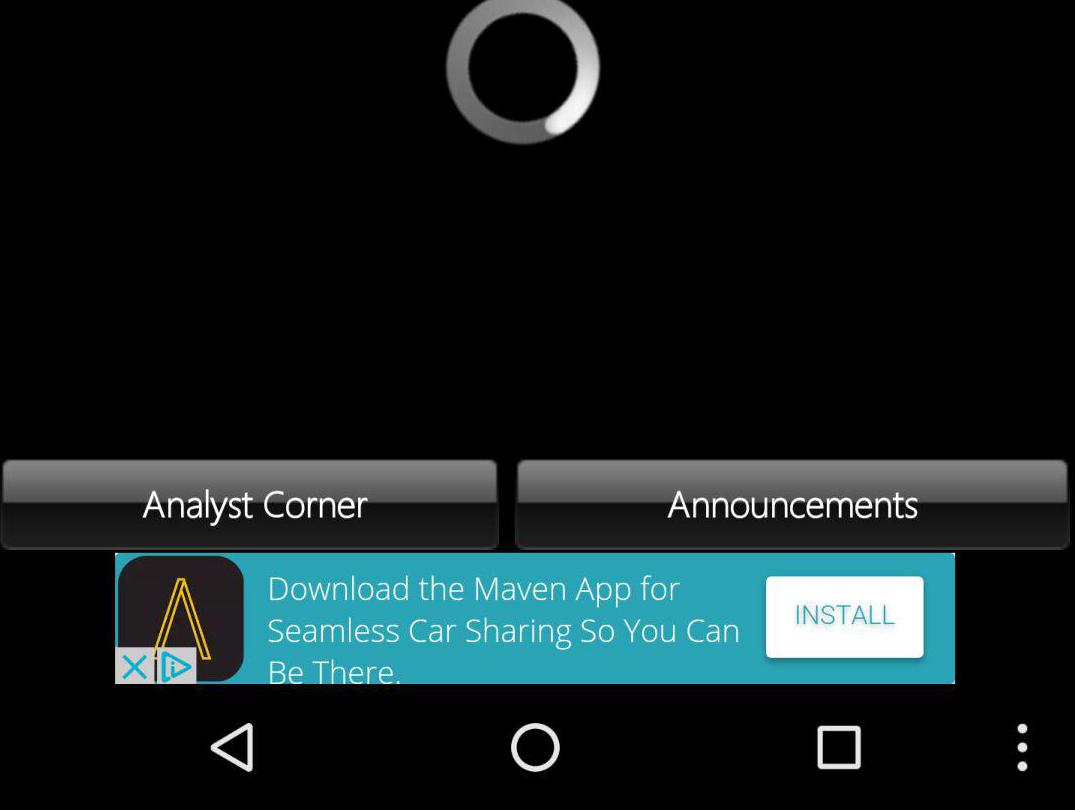 Analyst Corner
Announcements
Download the Maven App for
Seamless Car Sharing So You Can
Be There.
INSTALL